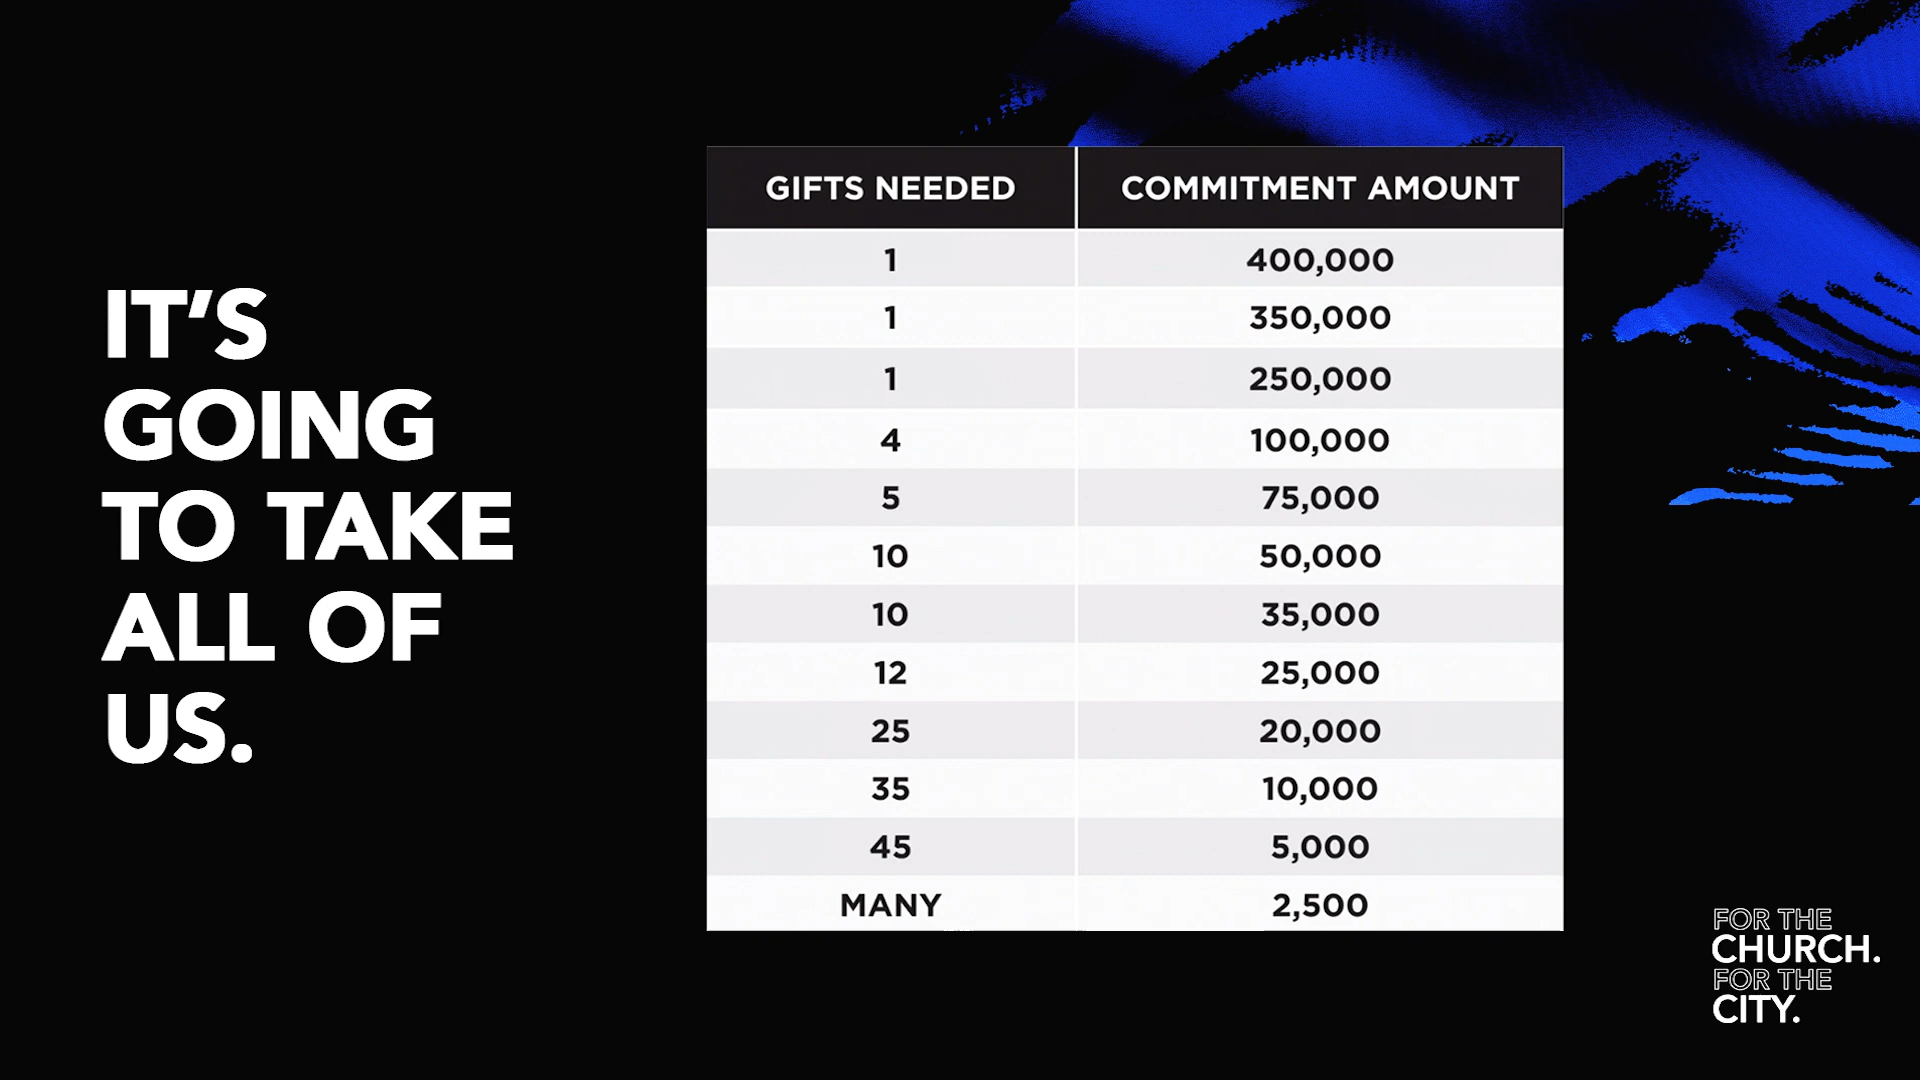 IT’S
GOING
TO TAKE
ALL OF
US.
GIFTS NEEDED COMMITMENT AMOUNT
1 400,000
1 350,000
1 250,000
4 100,000
5 75,000
10 50,000
10 35,000
12 25,000
25 20,000
35 10,000
45 5,000
MANY 2,500
FOR THE
CHURCH.
FOR THE
CITY.